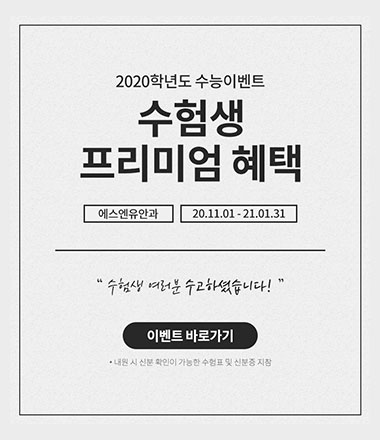 2020학년도 수능이벤트
수험생
프리미엄 혜택
에스엔유안과 20.11.01 - 21.01.31
“ 수험생 여러분 수고하셨습니다! ”
이벤트 바로가기
• 내원 시 신분 확인이 가능한 수험표 및 신분증 지참